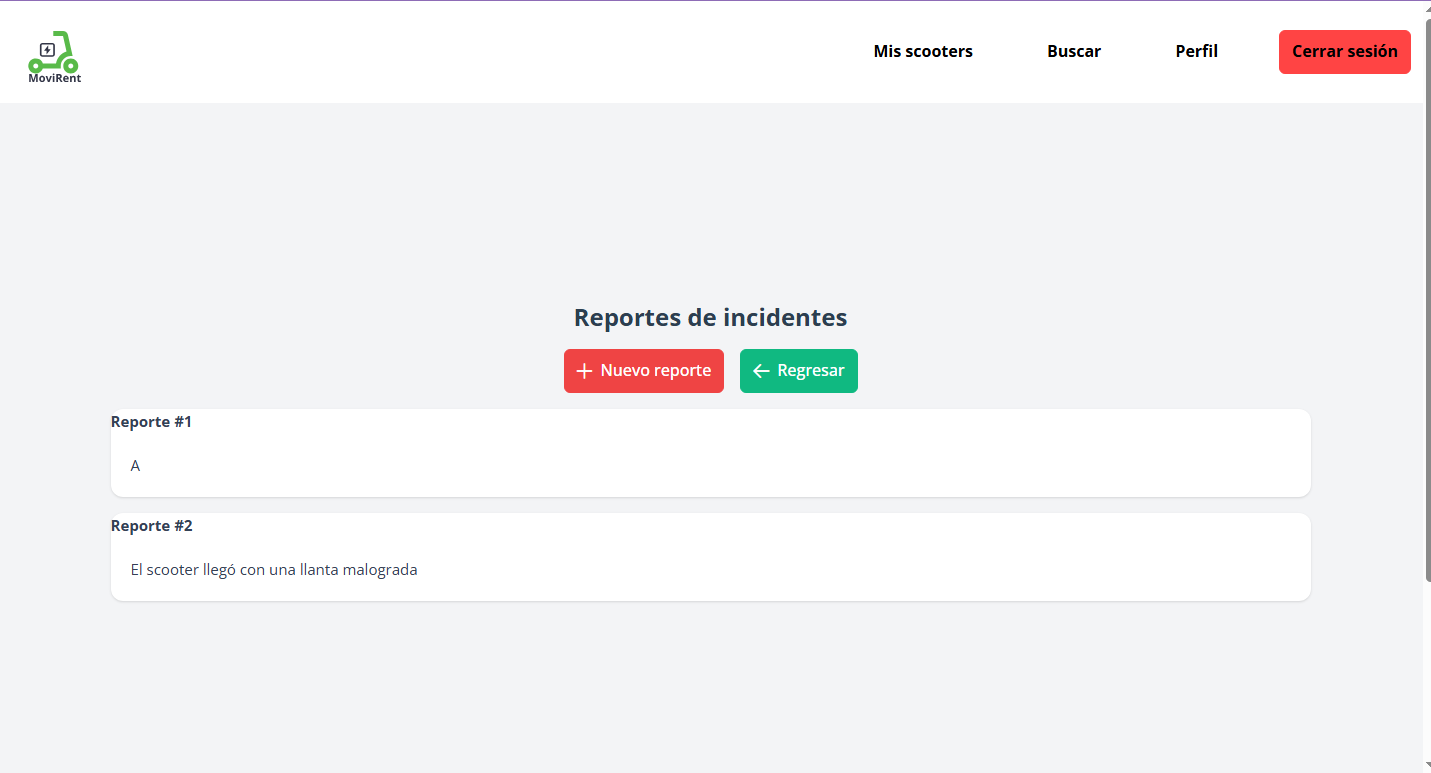 MoviRent
Mis scooters Buscar Perfil Cerrar sesión
Reportes de incidentes
Nuevo reporte Regresar
Reporte #1
A
Reporte #2
El scooter llegó con una llanta malograda